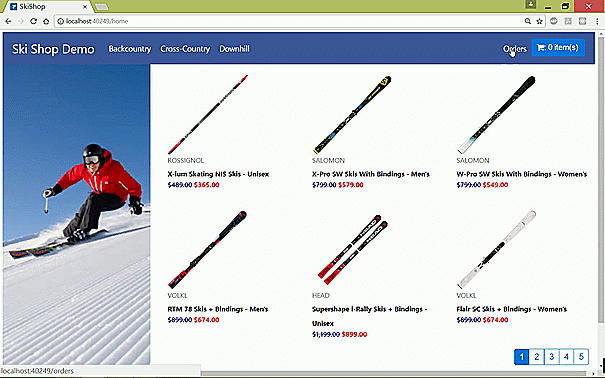 SkiShop
localhost:40249/home
Ski Shop Demo Backcountry Cross-Country Downhill Orders 0 item(s)
ROSSIGNOL SALOMON SALOMON
X-ium Skating NIS Skis - Unisex X-Pro SW Skis With Bindings - Men's W-Pro SW Skis With Bindings - Women's
$489.00 $365.00 $799.00 $579.00 $799.00 $549.00
VOLKL HEAD VOLKL
RTM 78 Skis + Bindings - Men's Supershape i-Rally Skis + Bindings - Flair SC Skis + Bindings - Women's
$899.00 $674.00 Unisex $899.00 $674.00
$1,199.00 $899.00
1 2 3 4 5
localhost:40249/orders